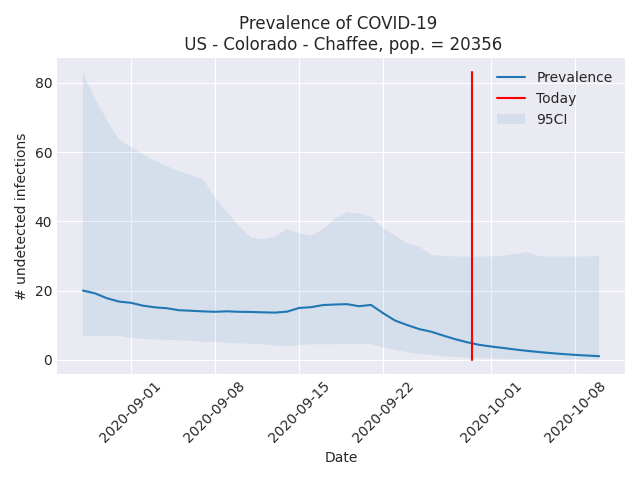 Prevalence of COVID-19
US - Colorado - Chaffee, pop. = 20356
Prevalence
Today
95CI
# undetected infections
80
60
40
20
0
2020-09-01
2020-09-08
2020-09-15
2020-09-22
2020-10-01
2020-10-08
Date